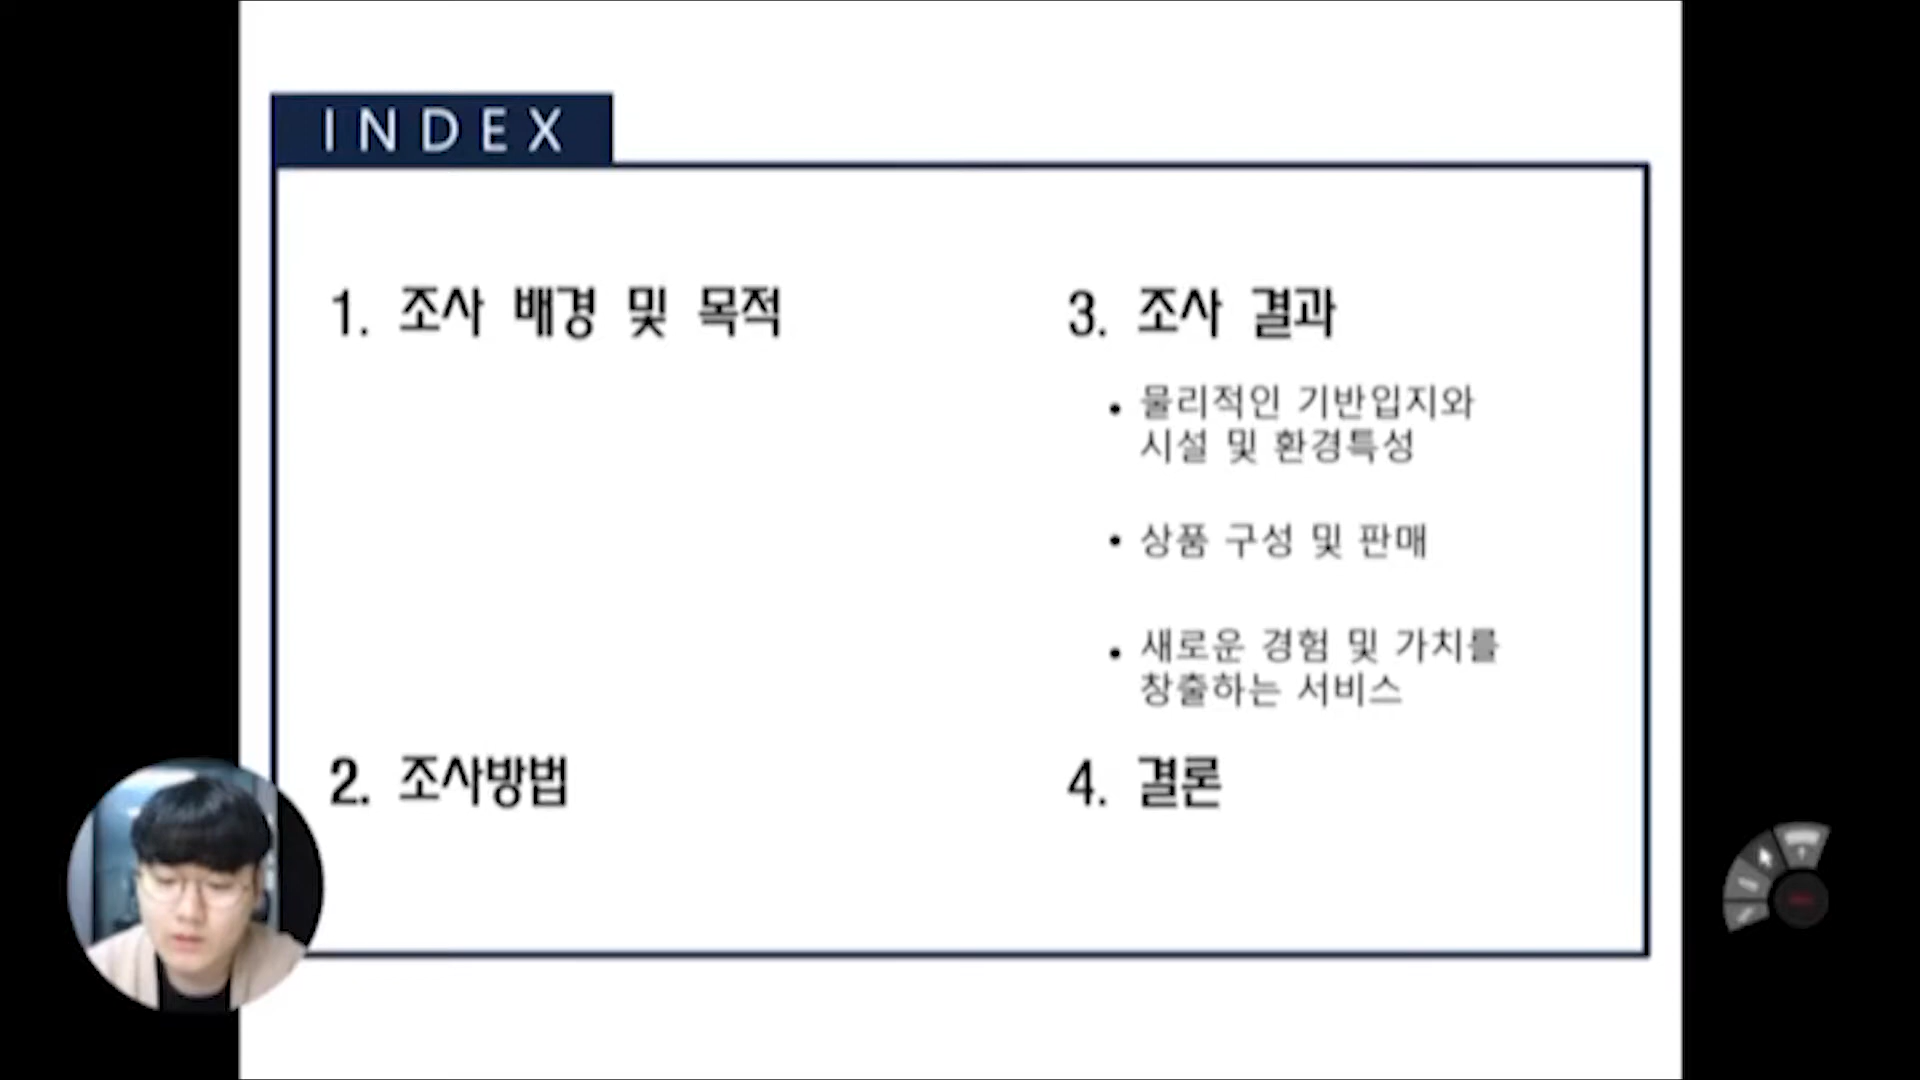 INDEX
1. 조사 배경 및 목적
2. 조사방법
3. 조사 결과
• 물리적인 기반입지와
시설 및 환경특성
• 상품 구성 및 판매
• 새로운 경험 및 가치를
창출하는 서비스
4. 결론